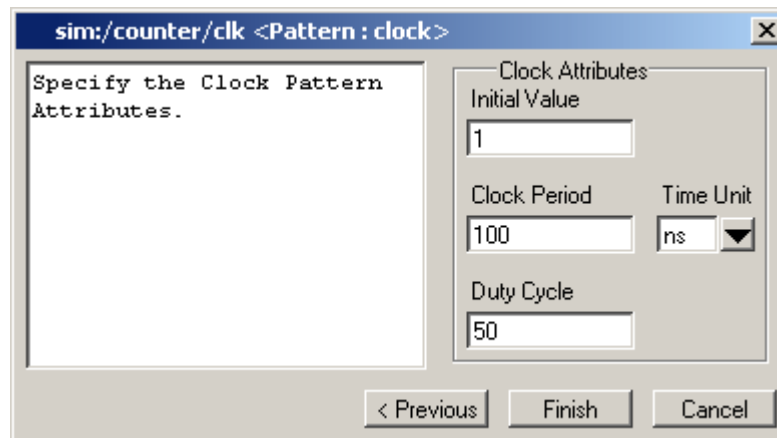 sim:/counter/clk <Pattern : clock>
Specify the Clock Pattern
Attributes.
Clock Attributes
Initial Value
1
Clock Period
Time Unit
100
ns
Duty Cycle
50
< Previous
Finish
Cancel